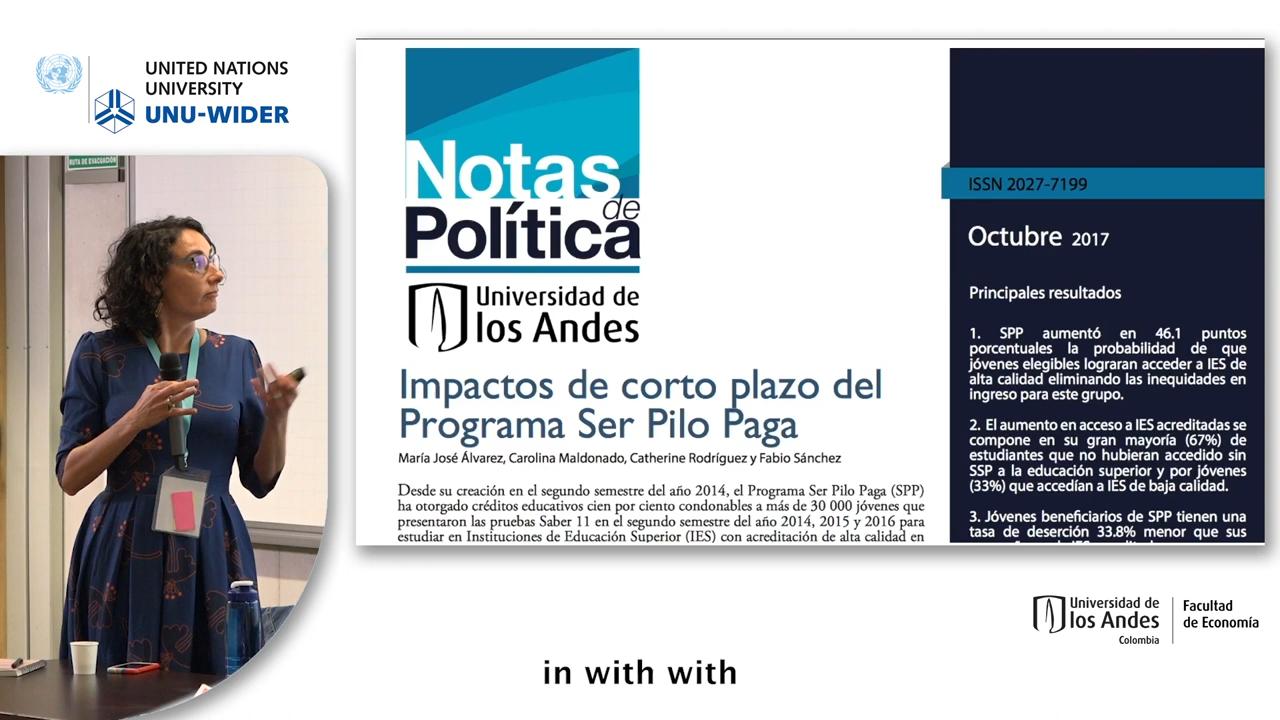 UNITED NATIONS
UNIVERSITY
UNU-WIDER
RUTA DE EVACUACIÓN
Notas
de
Política
Universidad de
los Andes
Impactos de corto plazo del
Programa Ser Pilo Paga
María José Álvarez, Carolina Maldonado, Catherine Rodríguez y Fabio Sánchez
Desde su creación en el segundo semestre del año 2014, el Programa Ser Pilo Paga (SPP)
ha otorgado créditos educativos cien por ciento condonables a más de 30 000 jóvenes que
presentaron las pruebas Saber 11 en el segundo semestre del año 2014, 2015 y 2016 para
estudiar en Instituciones de Educación Superior (IES) con acreditación de alta calidad en
ISSN 2027-7199
Octubre 2017
Principales resultados
1. SPP aumentó en 46.1 puntos
porcentuales la probabilidad de que
jóvenes elegibles lograran acceder a IES de
alta calidad eliminando las inequidades en
ingreso para este grupo.
2. El aumento en acceso a IES acreditadas se
compone en su gran mayoría (67%) de
estudiantes que no hubieran accedido sin
SSP a la educación superior y por jóvenes
(33%) que accedían a IES de baja calidad.
3. Jóvenes beneficiarios de SPP tienen una
tasa de deserción 33.8% menor que sus
Universidad de
los Andes
Colombia
Facultad
de Economía
in with with